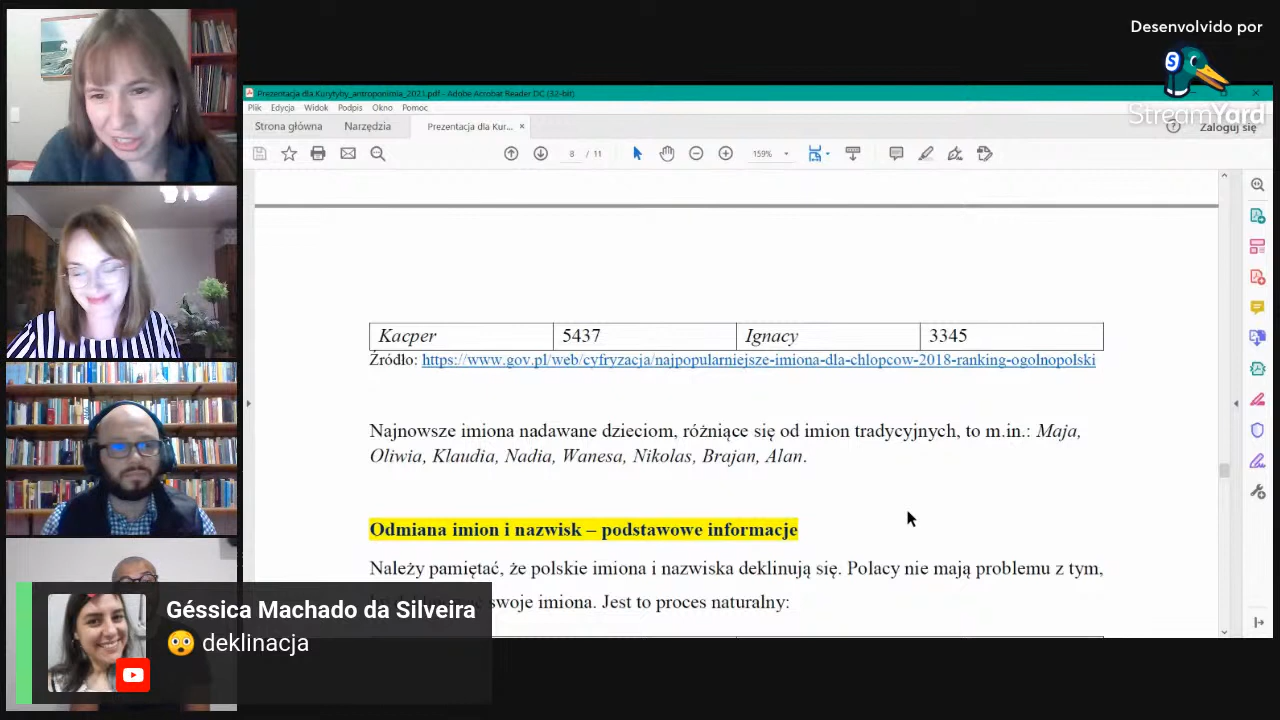 Desenvolvido por
StreamYard
Prezentacja dla Kurytyby_antroponimia_2021.pdf - Adobe Acrobat Reader DC (32-bit)
Plik Edycja Widok Podpis Okno Pomoc
Strona główna Narzędzia Prezentacja dla Kur... ×
Zaloguj się
8 / 11 159%
Kacper 5437 Ignacy 3345
Źródło: https://www.gov.pl/web/cyfryzacja/najpopularniejsze-imiona-dla-chlopcow-2018-ranking-ogolnopolski
Najnowsze imiona nadawane dzieciom, różniące się od imion tradycyjnych, to m.in.: Maja,
Oliwia, Klaudia, Nadia, Wanesa, Nikolas, Brajan, Alan.
Odmiana imion i nazwisk – podstawowe informacje
Należy pamiętać, że polskie imiona i nazwiska deklinują się. Polacy nie mają problemu z tym,
swoje imiona. Jest to proces naturalny:
Géssica Machado da Silveira
😲 deklinacja